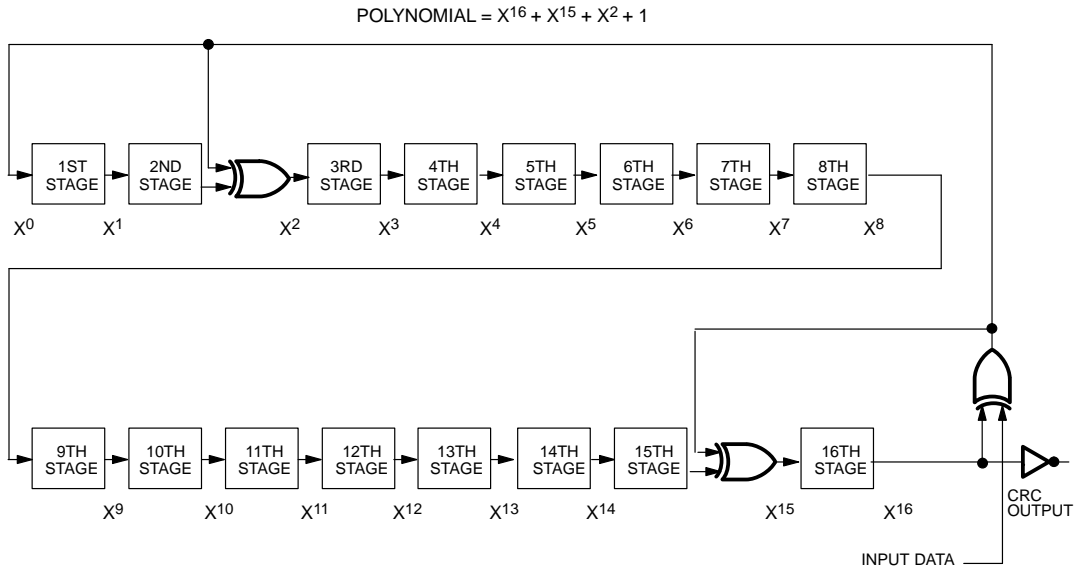 POLYNOMIAL = X16 + X15 + X2 + 1
1ST STAGE
2ND STAGE
3RD STAGE
4TH STAGE
5TH STAGE
6TH STAGE
7TH STAGE
8TH STAGE
X0 X1 X2 X3 X4 X5 X6 X7 X8
9TH STAGE
10TH STAGE
11TH STAGE
12TH STAGE
13TH STAGE
14TH STAGE
15TH STAGE
16TH STAGE
X9 X10 X11 X12 X13 X14 X15 X16
CRC
OUTPUT
INPUT DATA